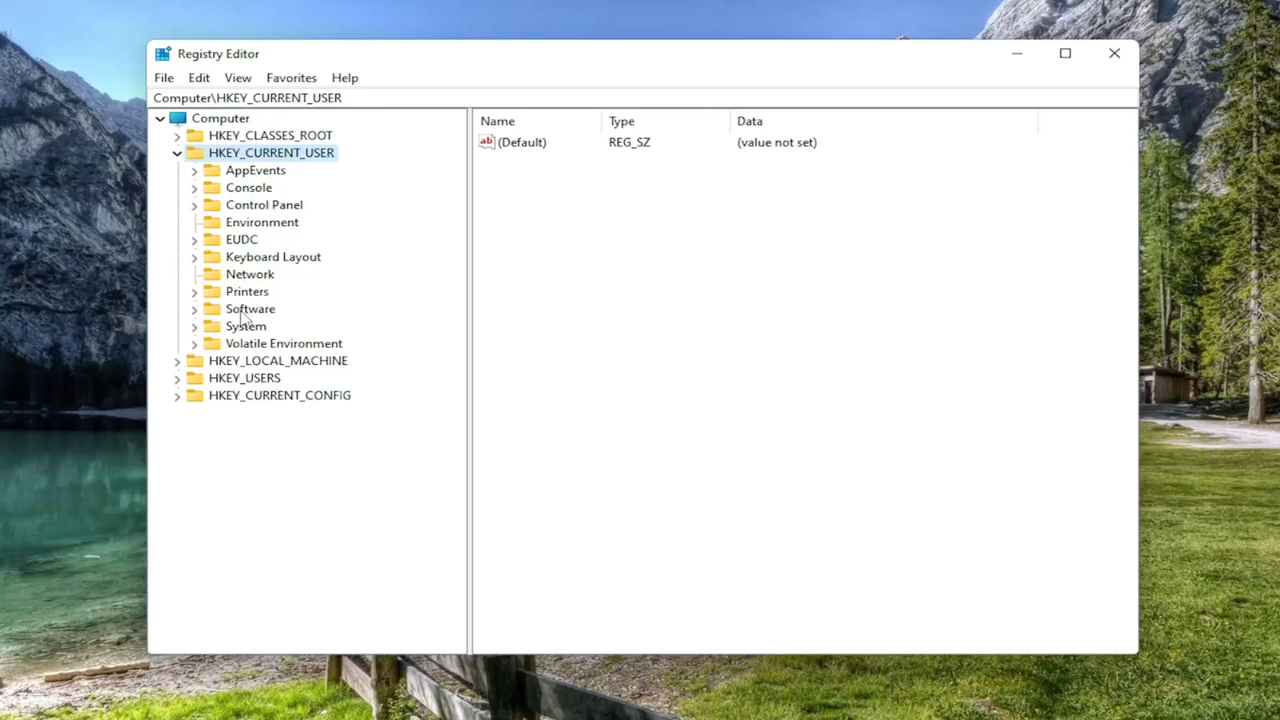 Registry Editor
File Edit View Favorites Help
Computer\HKEY_CURRENT_USER
Computer
HKEY_CLASSES_ROOT
HKEY_CURRENT_USER
AppEvents
Console
Control Panel
Environment
EUDC
Keyboard Layout
Network
Printers
Software
System
Volatile Environment
HKEY_LOCAL_MACHINE
HKEY_USERS
HKEY_CURRENT_CONFIG
Name Type Data
ab (Default) REG_SZ (value not set)